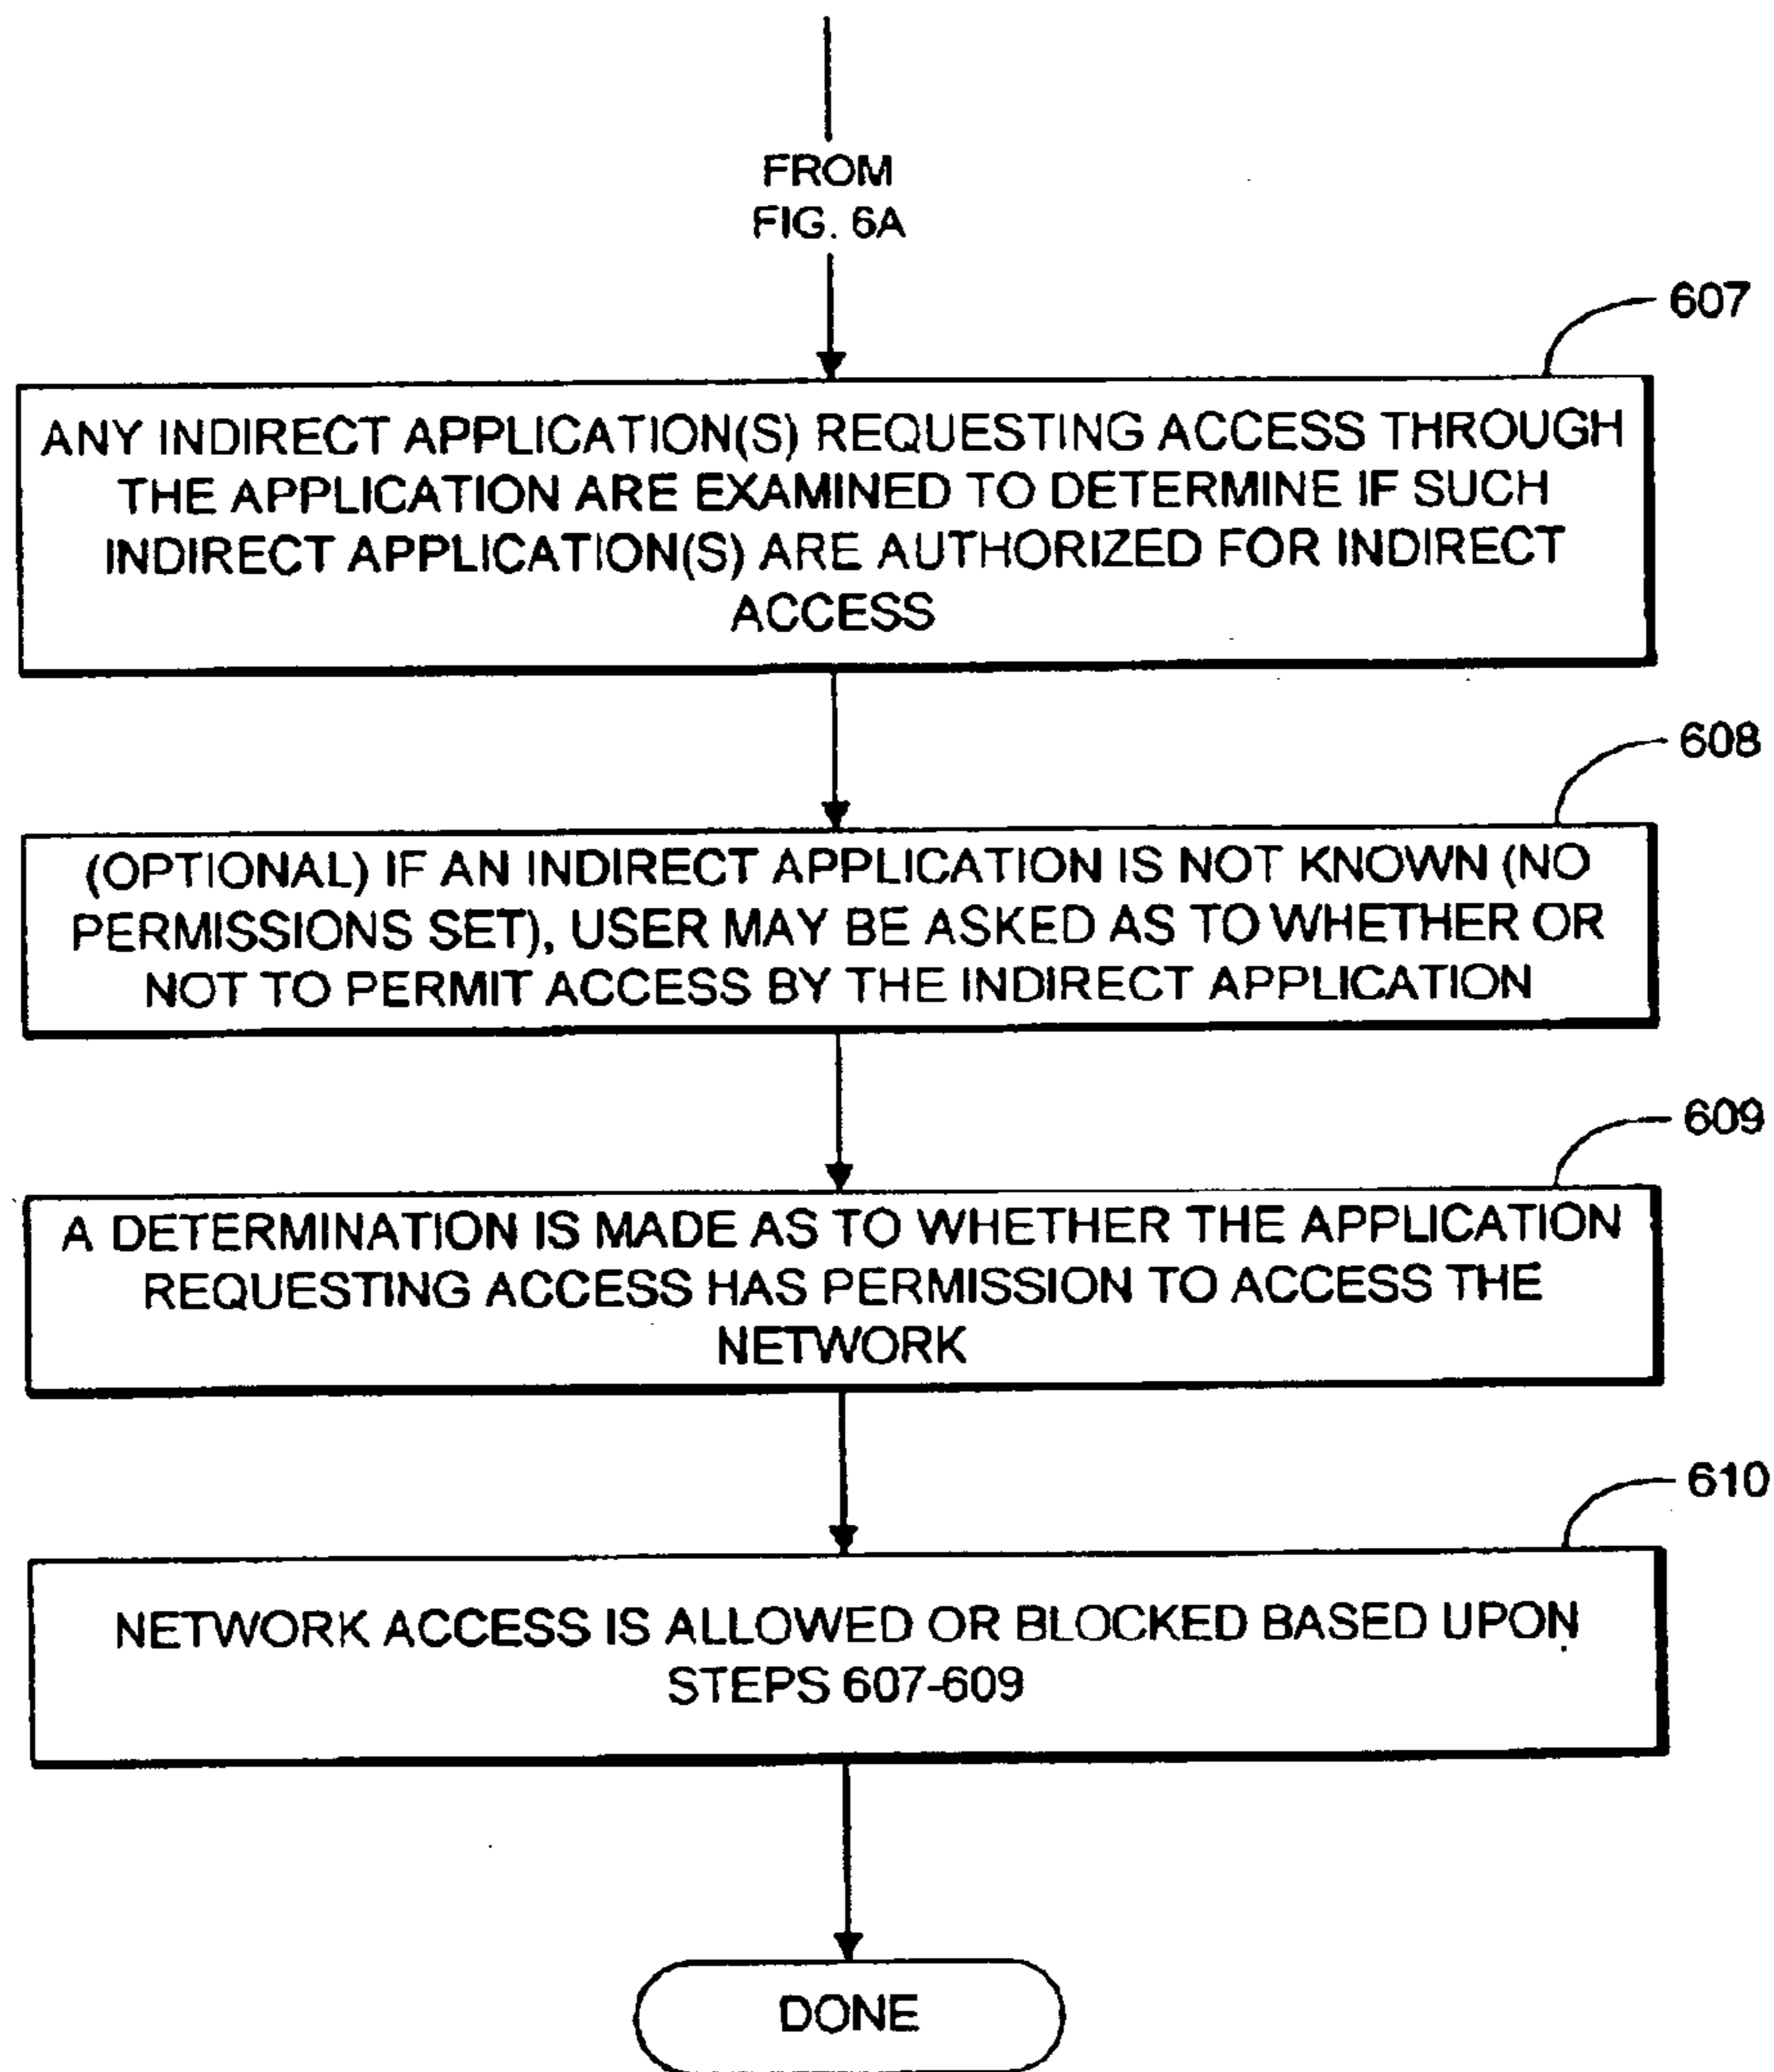 FROM
FIG. 6A
607
ANY INDIRECT APPLICATION(S) REQUESTING ACCESS THROUGH
THE APPLICATION ARE EXAMINED TO DETERMINE IF SUCH
INDIRECT APPLICATION(S) ARE AUTHORIZED FOR INDIRECT
ACCESS
608
(OPTIONAL) IF AN INDIRECT APPLICATION IS NOT KNOWN (NO
PERMISSIONS SET), USER MAY BE ASKED AS TO WHETHER OR
NOT TO PERMIT ACCESS BY THE INDIRECT APPLICATION
609
A DETERMINATION IS MADE AS TO WHETHER THE APPLICATION
REQUESTING ACCESS HAS PERMISSION TO ACCESS THE
NETWORK
610
NETWORK ACCESS IS ALLOWED OR BLOCKED BASED UPON
STEPS 607-609
DONE